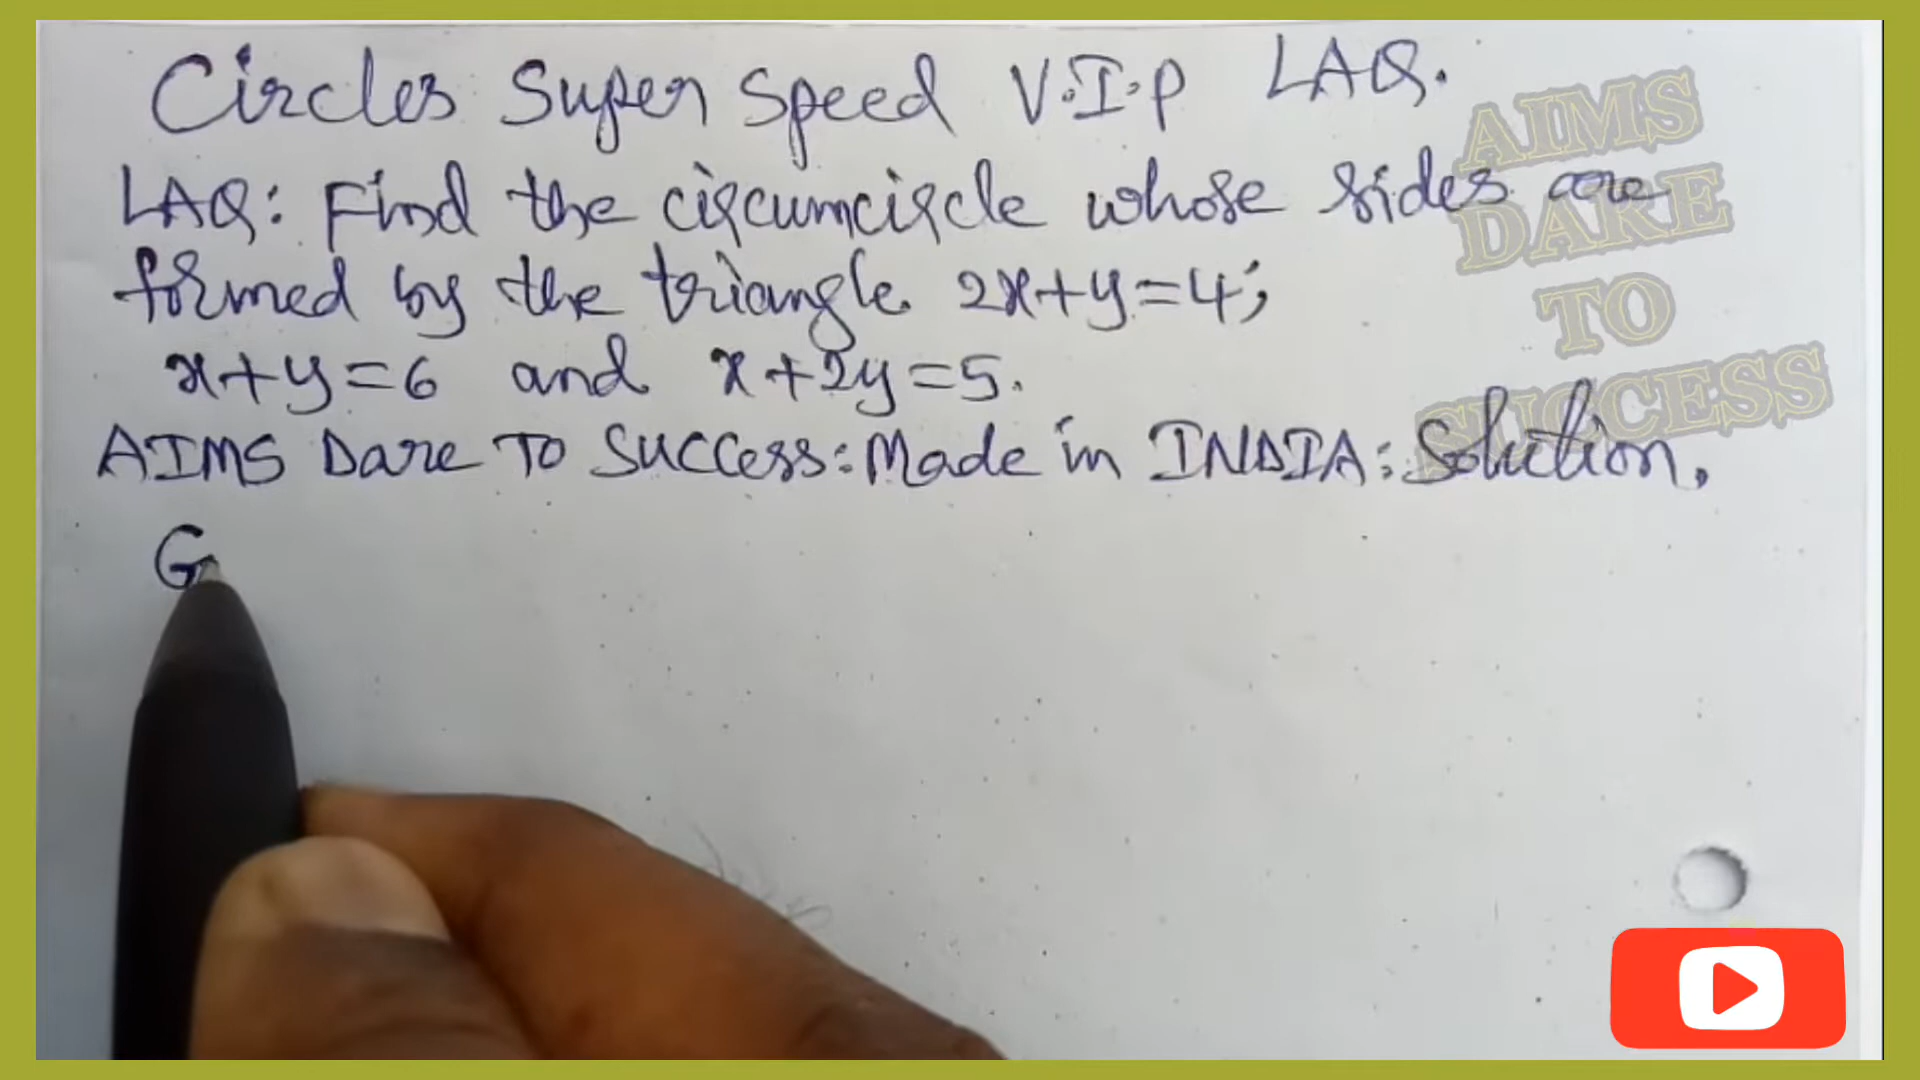 Circles Super Speed V.I.P LAQ.
LAQ: Find the circumcircle whose sides are
formed by the triangle 2x+y=4;
x+y=6 and x+2y=5.
AIMS Dare To Success: Made in INDIA: Solution.
G
AIMS
DARE
TO
SUCCESS